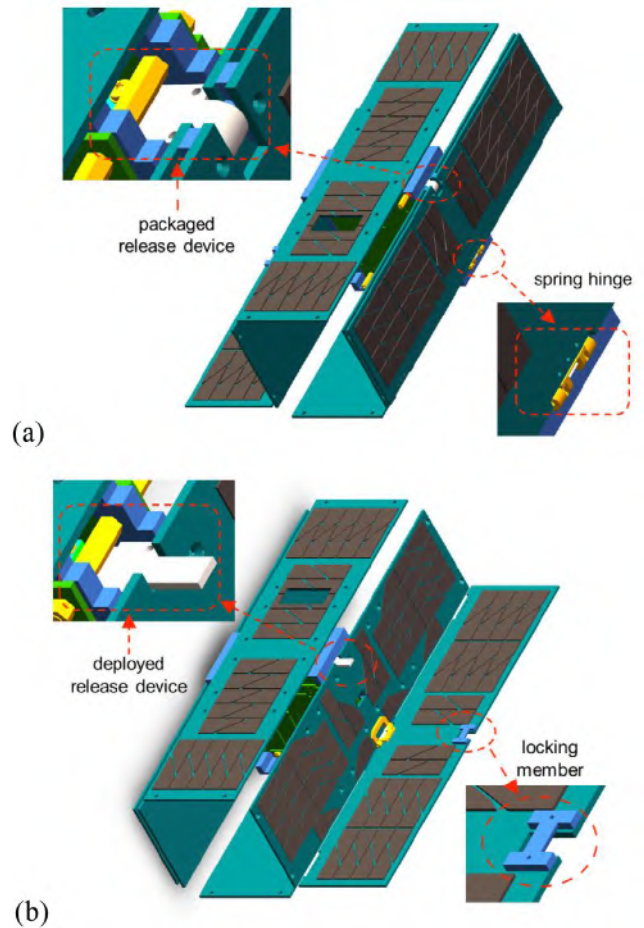 packaged
release device
spring hinge
(a)
deployed
release device
locking
member
(b)